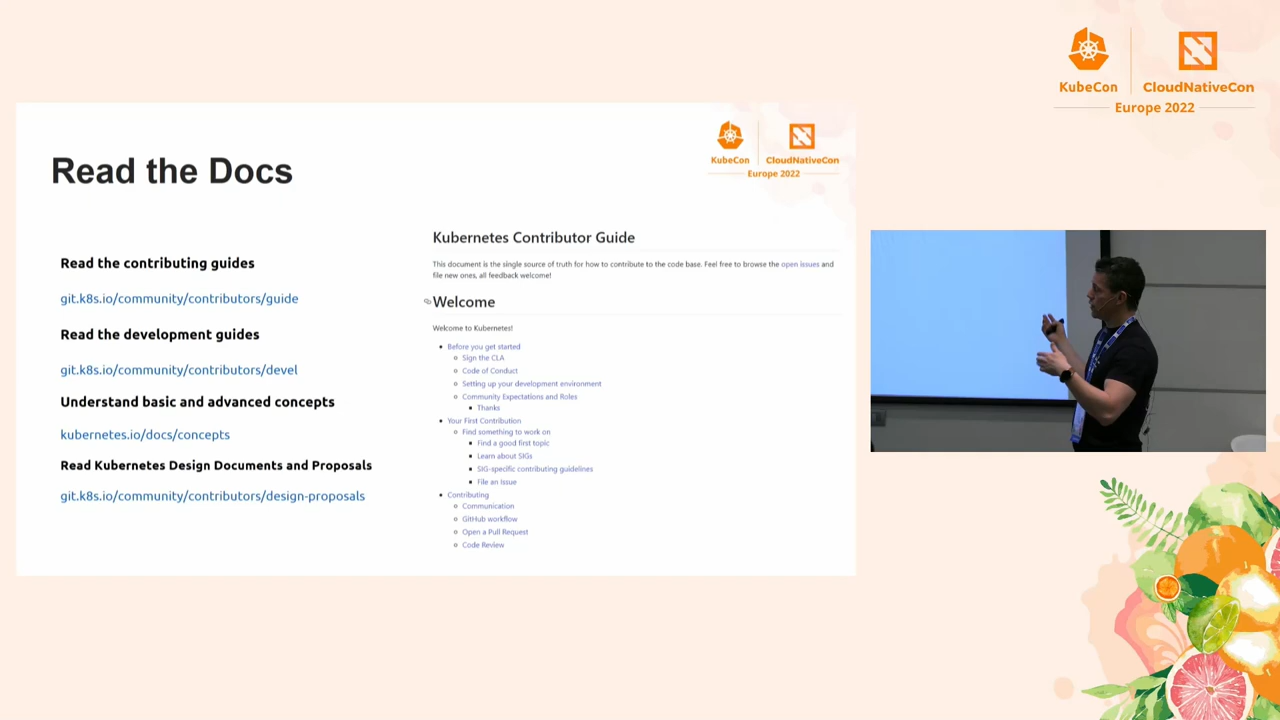 KubeCon
CloudNativeCon
Europe 2022
KubeCon
CloudNativeCon
Europe 2022
Read the Docs
Read the contributing guides
git.k8s.io/community/contributors/guide
Read the development guides
git.k8s.io/community/contributors/devel
Understand basic and advanced concepts
kubernetes.io/docs/concepts
Read Kubernetes Design Documents and Proposals
git.k8s.io/community/contributors/design-proposals
Kubernetes Contributor Guide
This document is the single source of truth for how to contribute to the code base. Feel free to browse the open issues and
file new ones, all feedback welcome!
Welcome
Welcome to Kubernetes!
Before you get started
Sign the CLA
Code of Conduct
Setting up your development environment
Community Expectations and Roles
Thanks
Your First Contribution
Find something to work on
Find a good first topic
Learn about SIGs
SIG-specific contributing guidelines
File an Issue
Contributing
Communication
GitHub workflow
Open a Pull Request
Code Review